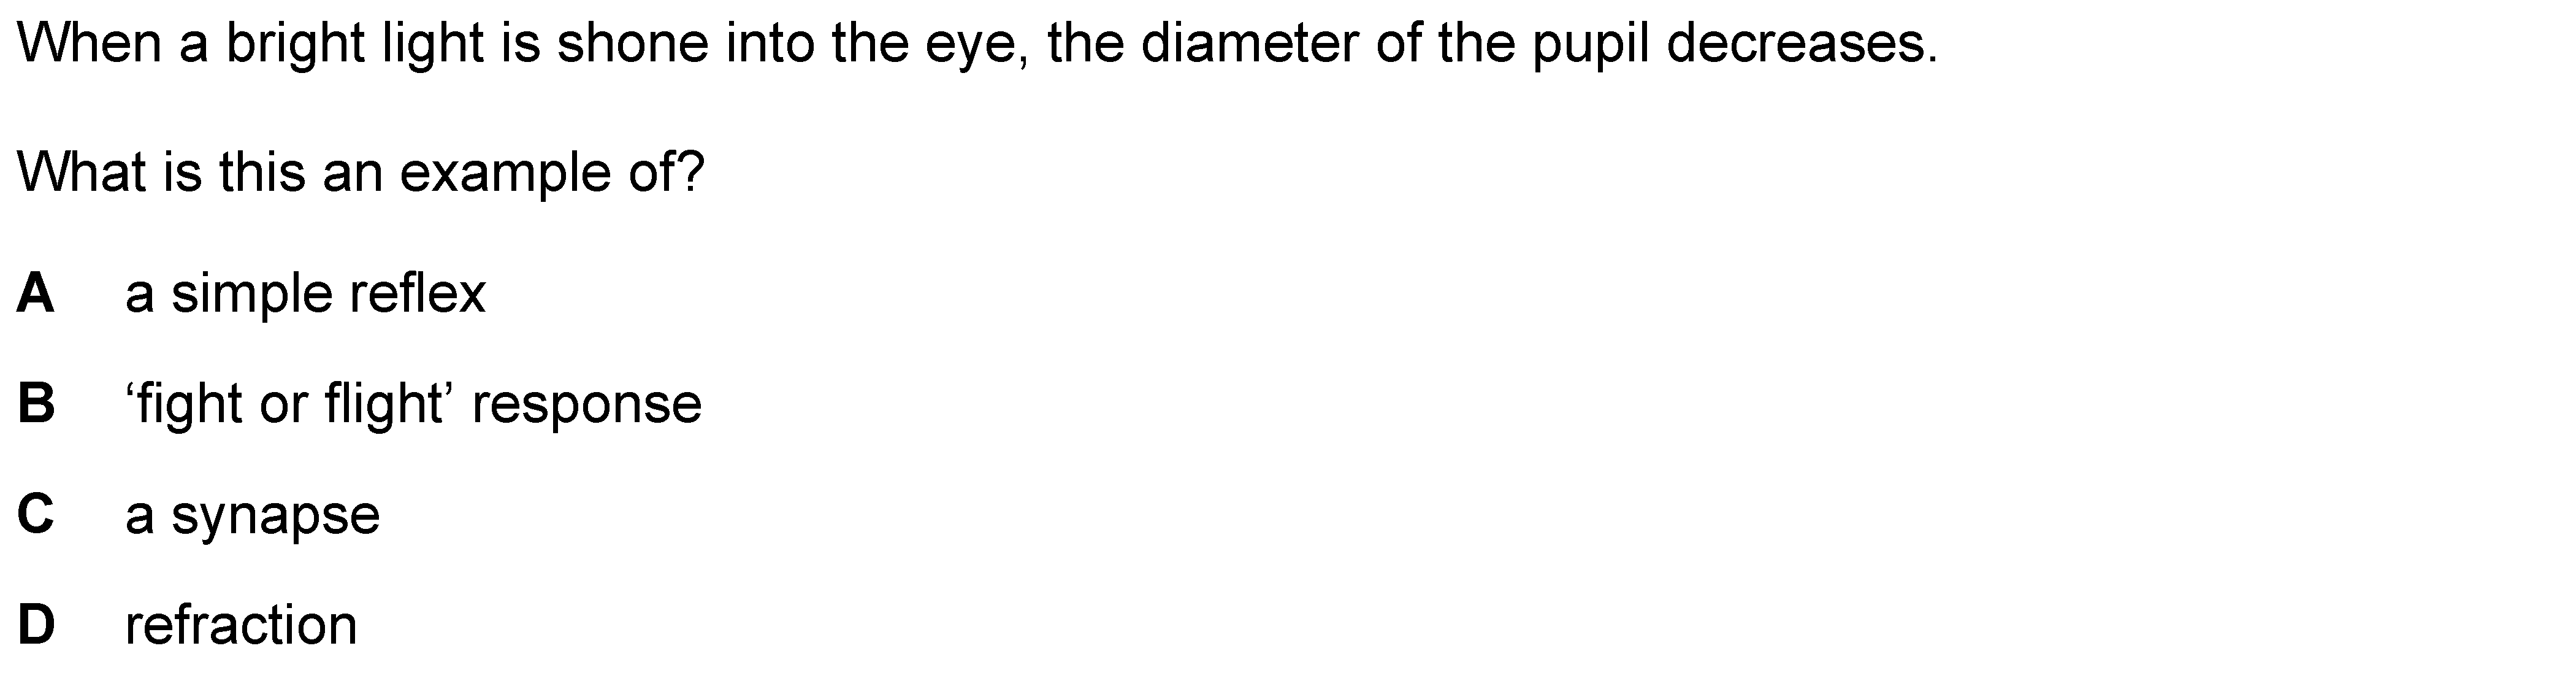 When a bright light is shone into the eye, the diameter of the pupil decreases.
What is this an example of?
A a simple reflex
B ‘fight or flight’ response
C a synapse
D refraction